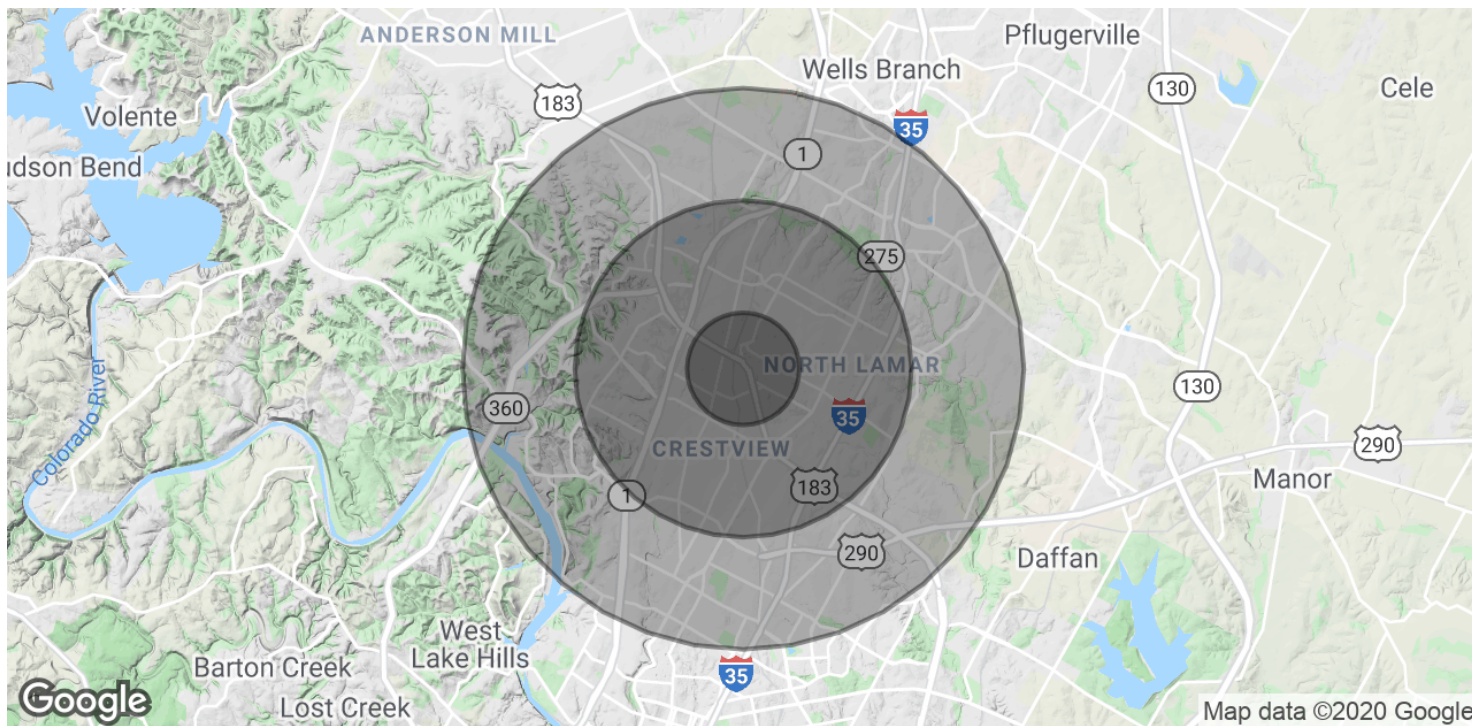 ANDERSON MILL
Pflugerville
Wells Branch
183
130
Cele
Volente
35
1
udson Bend
275
NORTH LAMAR
130
360
35
Colorado River
CRESTVIEW
290
183
Manor
1
290
Daffan
West
Lake Hills
Barton Creek
35
Lost Creek
Google
Map data ©2020 Google